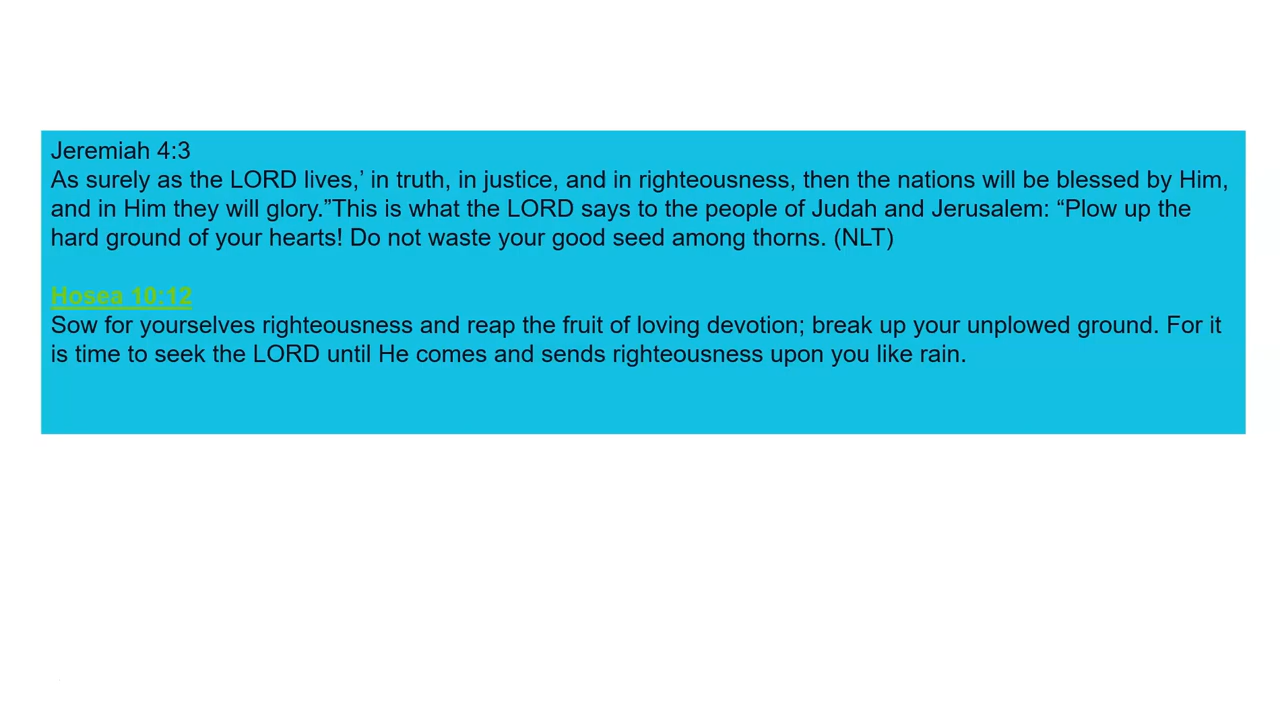 Jeremiah 4:3
As surely as the LORD lives,’ in truth, in justice, and in righteousness, then the nations will be blessed by Him,
and in Him they will glory.”This is what the LORD says to the people of Judah and Jerusalem: “Plow up the
hard ground of your hearts! Do not waste your good seed among thorns. (NLT)
Hosea 10:12
Sow for yourselves righteousness and reap the fruit of loving devotion; break up your unplowed ground. For it
is time to seek the LORD until He comes and sends righteousness upon you like rain.